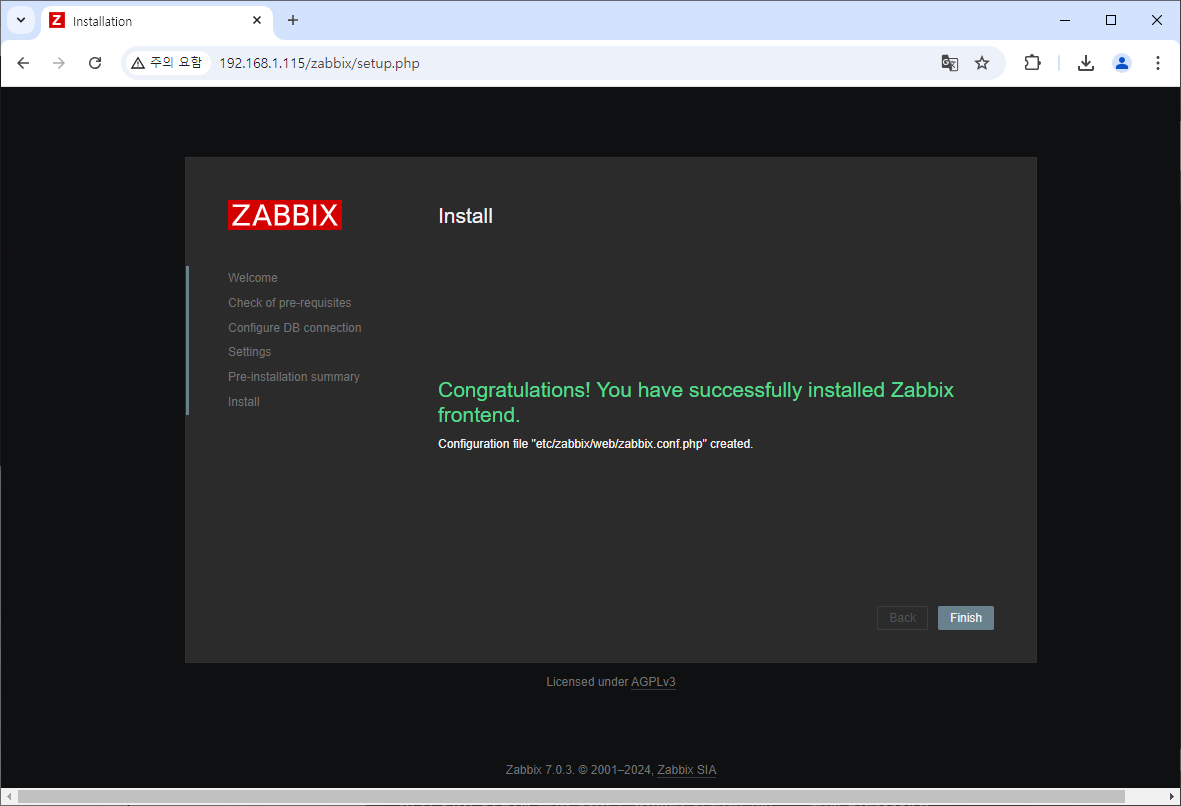 Installation
주의 요함
192.168.1.115/zabbix/setup.php
ZABBIX
Install
Welcome
Check of pre-requisites
Configure DB connection
Settings
Pre-installation summary
Install
Congratulations! You have successfully installed Zabbix
frontend.
Configuration file "etc/zabbix/web/zabbix.conf.php" created.
Back
Finish
Licensed under AGPLv3
Zabbix 7.0.3. © 2001–2024, Zabbix SIA